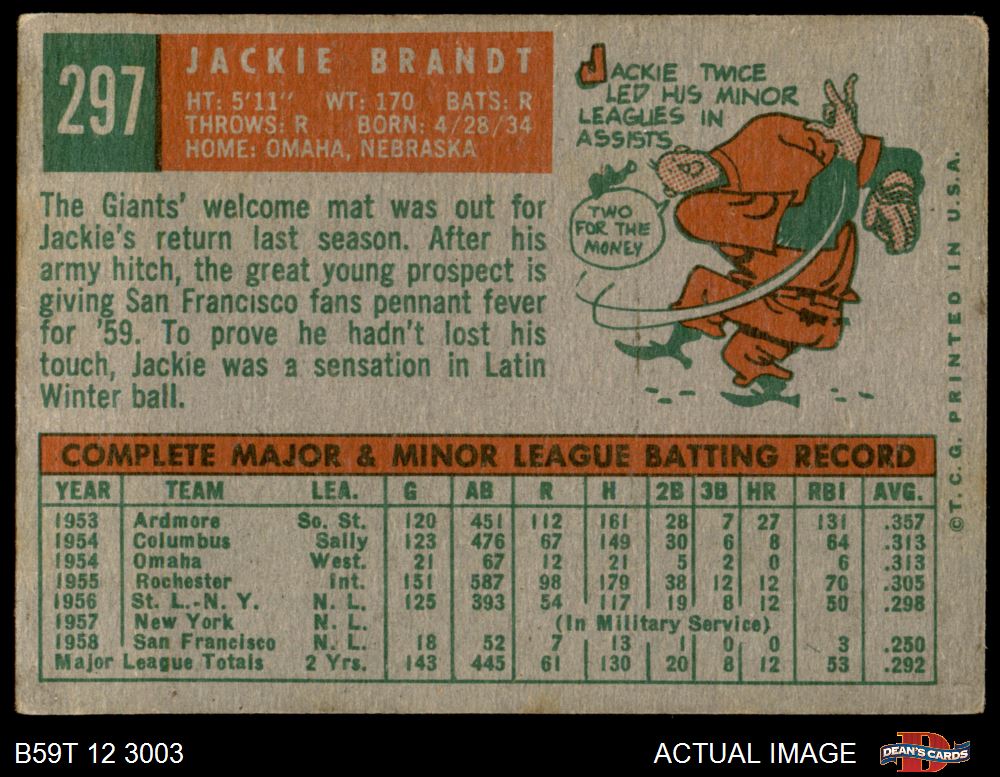 297
JACKIE BRANDT
HT: 5'11" WT: 170 BATS: R
THROWS: R BORN: 4/28/34
HOME: OMAHA, NEBRASKA
JACKIE TWICE
LED HIS MINOR
LEAGUES IN
ASSISTS
TWO
FOR THE
MONEY
The Giants' welcome mat was out for
Jackie's return last season. After his
army hitch, the great young prospect is
giving San Francisco fans pennant fever
for '59. To prove he hadn't lost his
touch, Jackie was a sensation in Latin
Winter ball.
COMPLETE MAJOR & MINOR LEAGUE BATTING RECORD
YEAR TEAM LEA. G AB R H 2B 3B HR RBI AVG.
1953 Ardmore So. St. 120 451 112 161 28 7 27 131 .357
1954 Columbus Sally 123 476 67 149 30 6 8 64 .313
1954 Omaha West. 21 67 12 21 5 2 0 6 .313
1955 Rochester Int. 151 587 98 179 38 12 12 70 .305
1956 St. L.-N. Y. N. L. 125 393 54 117 19 8 12 50 .298
1957 New York N. L. (In Military Service)
1958 San Francisco N. L. 18 52 7 13 1 0 0 3 .250
Major League Totals 2 Yrs. 143 445 61 130 20 8 12 53 .292
© T. C. G. PRINTED IN U.S.A.
B59T 12 3003
ACTUAL IMAGE
D
DEAN'S CARDS